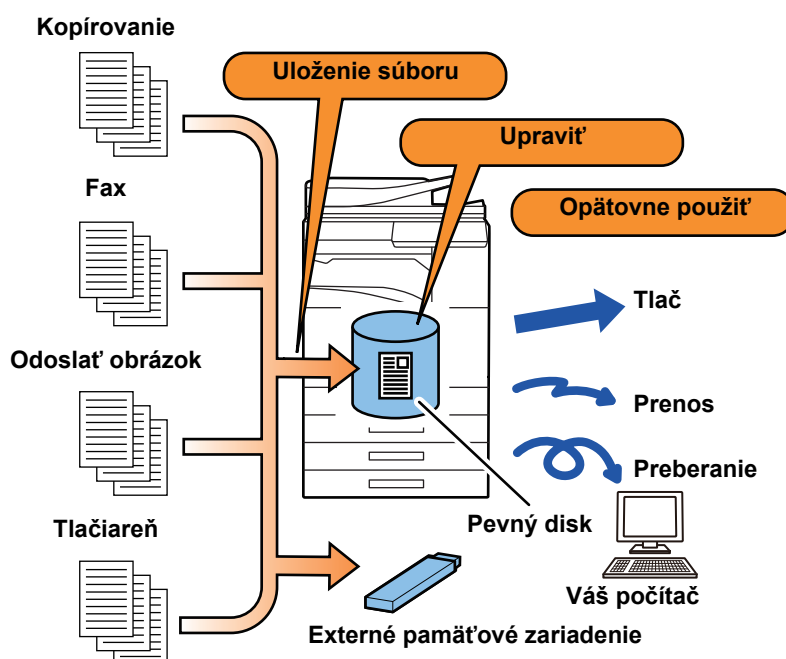 Kopírovanie
Uloženie súboru
Upraviť
Fax
Opätovne použiť
Tlač
Odoslať obrázok
Prenos
Preberanie
Tlačiareň
Pevný disk
Váš počítač
Externé pamäťové zariadenie